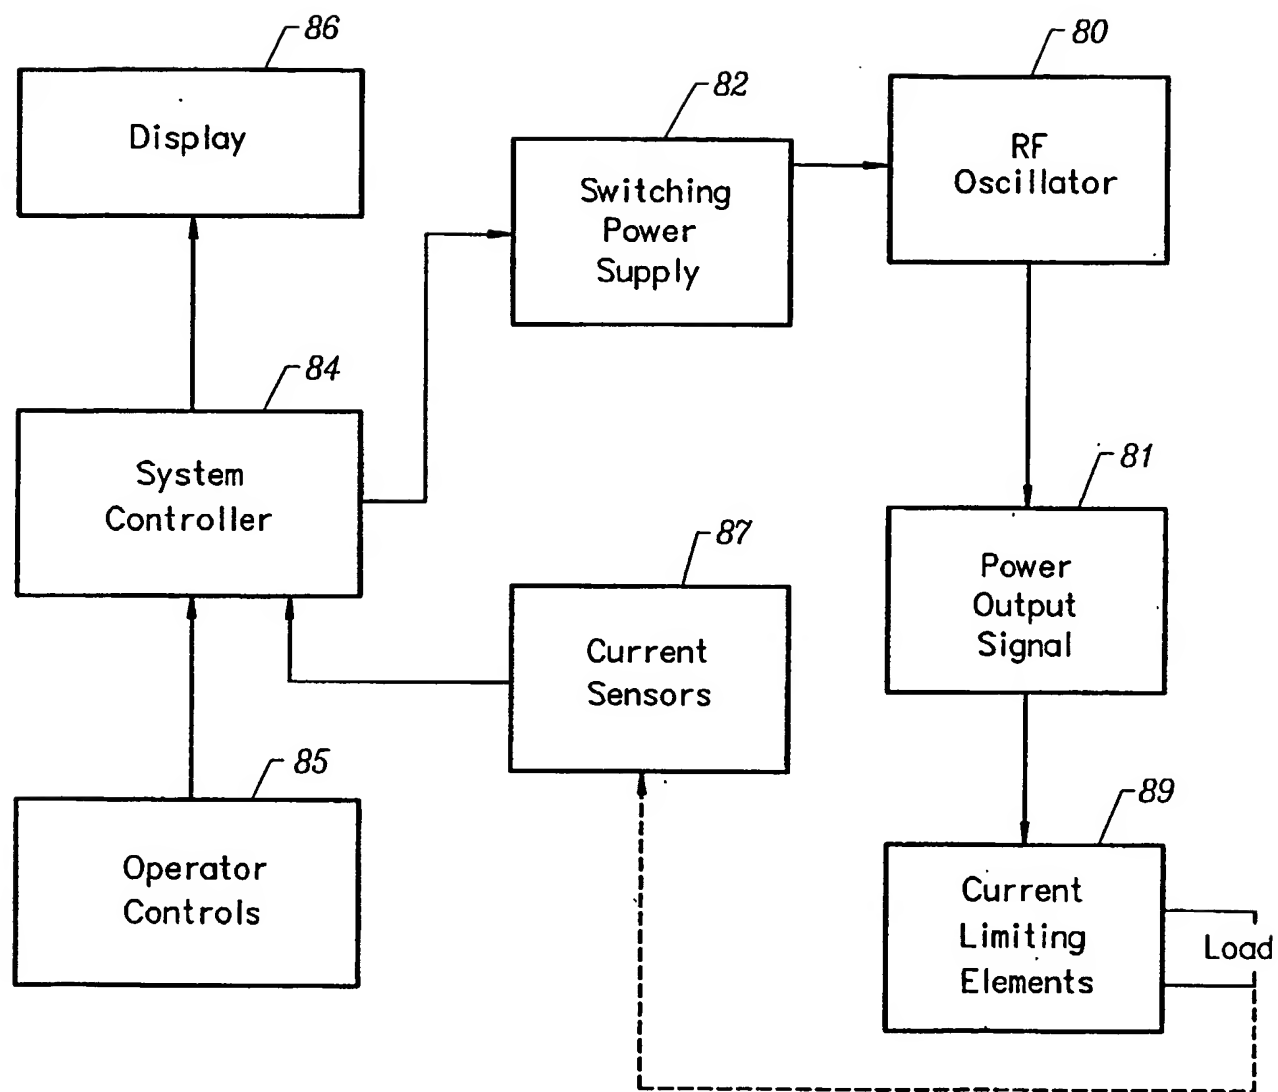 86
Display
82
Switching
Power
Supply
80
RF
Oscillator
84
System
Controller
87
Current
Sensors
81
Power
Output
Signal
85
Operator
Controls
89
Current
Limiting
Elements
Load